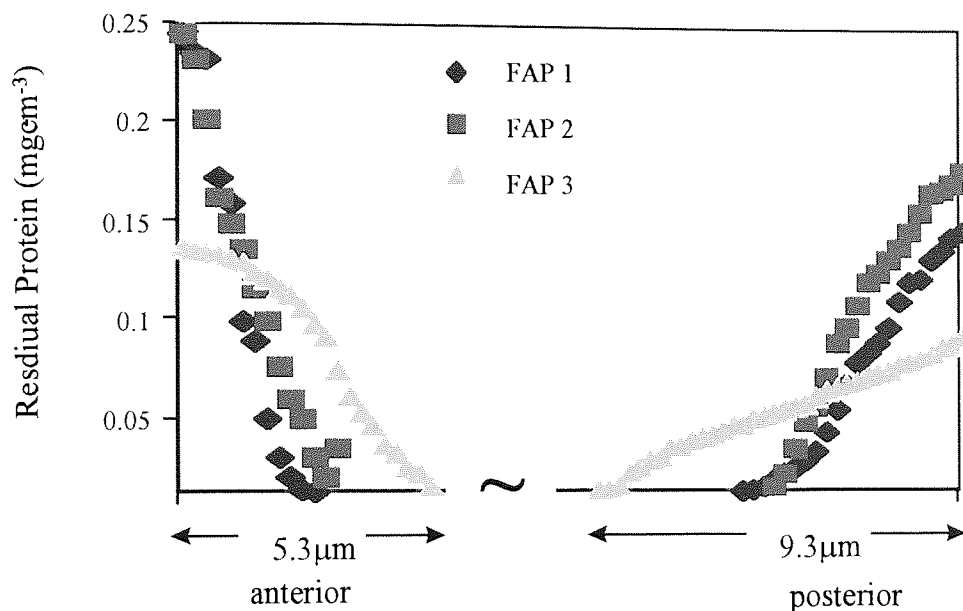 Resdiual Protein (mgem-3)
0.25
0.2
0.15
0.1
0.05
FAP 1
FAP 2
FAP 3
~
5.3μm
anterior
9.3μm
posterior